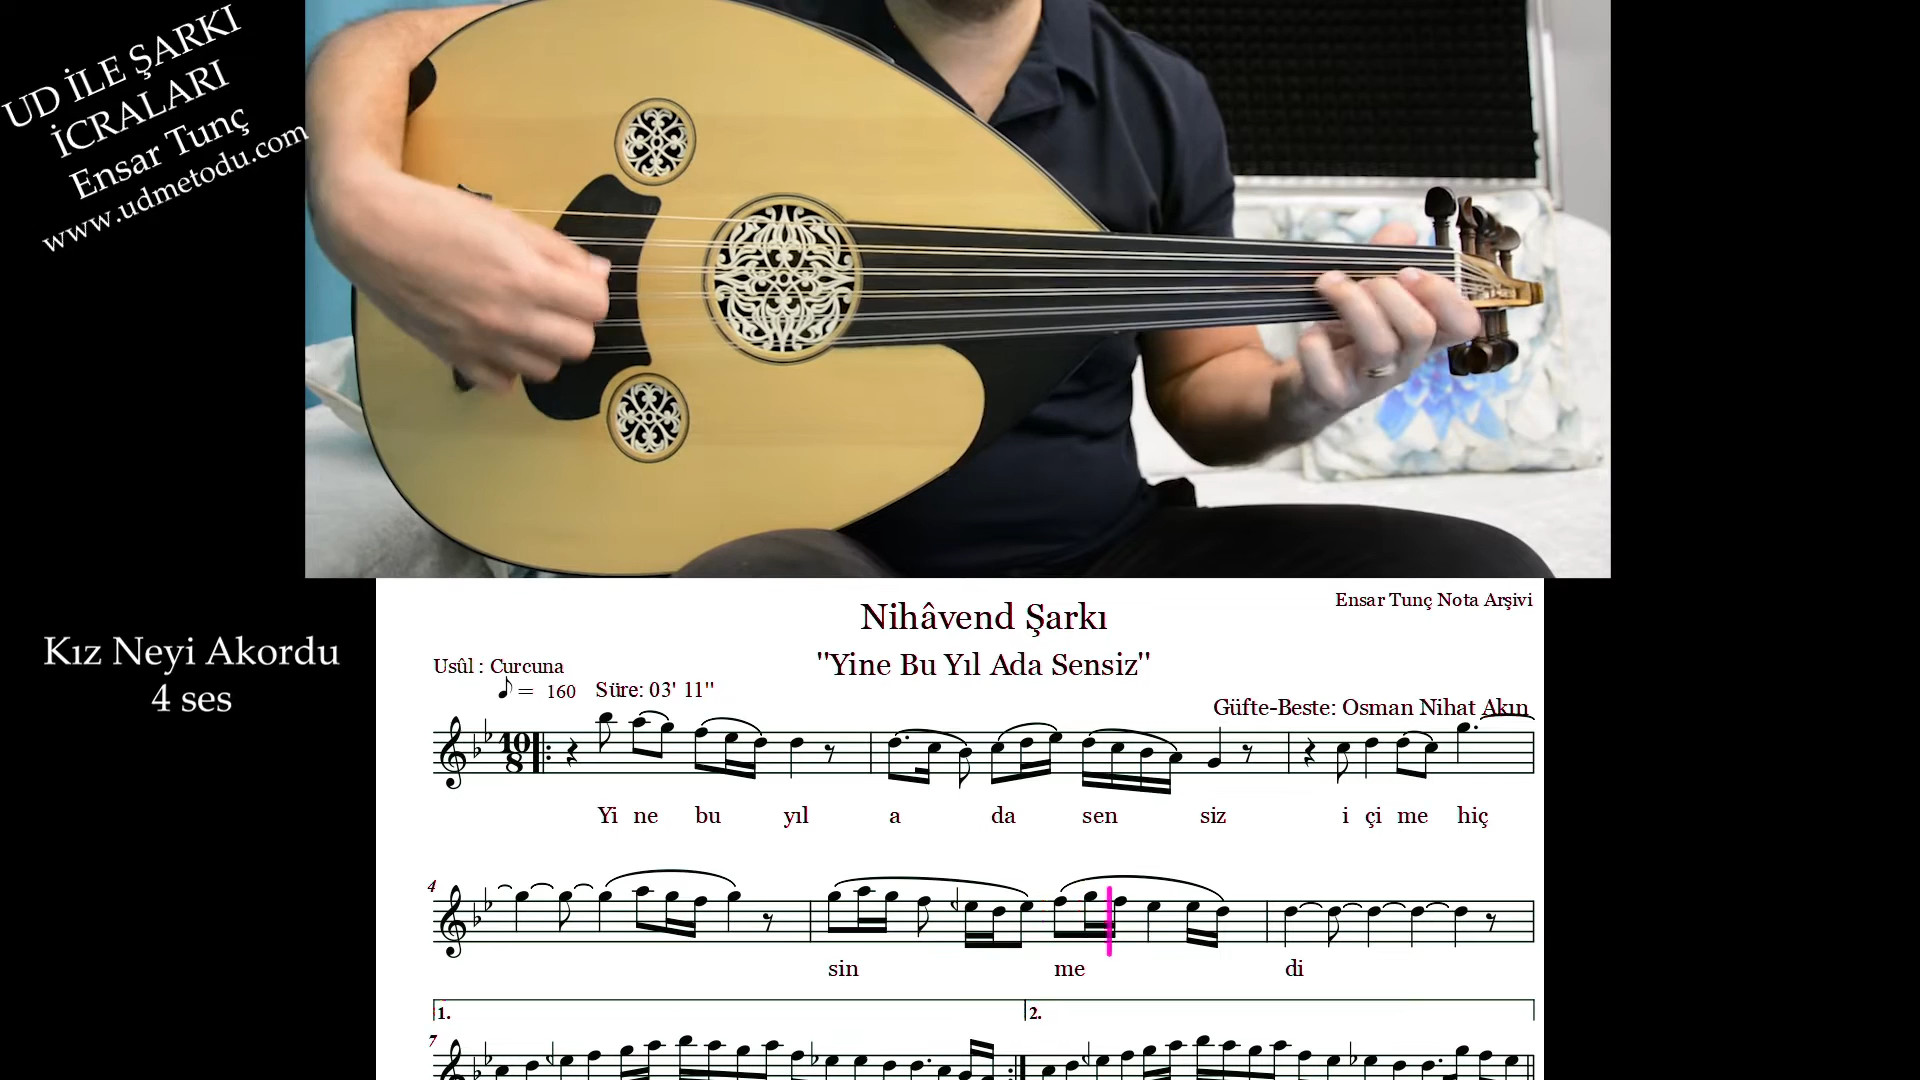 UD İLE ŞARKI
İCRALARI
Ensar Tunç
www.udmetodu.com
Kız Neyi Akordu
4 ses
Ensar Tunç Nota Arşivi
Nihâvend Şarkı
"Yine Bu Yıl Ada Sensiz"
Usûl : Curcuna
= 160 Süre: 03' 11"
Güfte-Beste: Osman Nihat Akın
10
8
Yi ne bu yıl a da sen siz i çi me hiç
4
sin me di
1. 2.
7